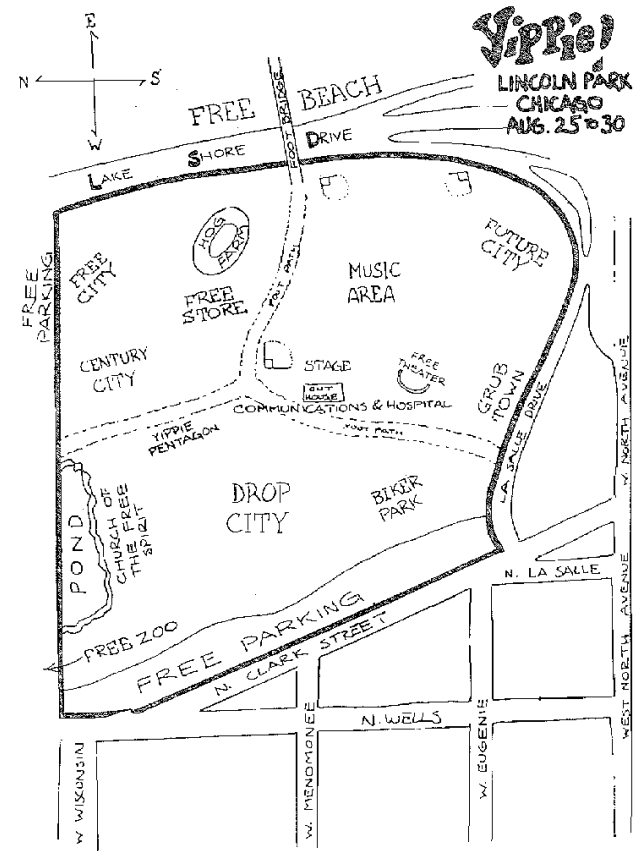 Yippie!
LINCOLN PARK
CHICAGO
AUG. 25 TO 30
E
N
S
W
FREE BEACH
FOOT BRIDGE
LAKE SHORE DRIVE
FREE
PARKING
FREE
CITY
HOG
FARM
FREE
STORE
FOOT PATH
MUSIC
AREA
FUTURE
CITY
CENTURY
CITY
STAGE
FREE
THEATER
OUT
HOUSE
COMMUNICATIONS & HOSPITAL
GRUB
TOWN
LA SALLE DRIVE
W. NORTH AVENUE
YIPPIE
PENTAGON
FOOT PATH
POND
CHURCH OF
THE FREE
SPIRIT
DROP
CITY
BIKER
PARK
FREE ZOO
FREE PARKING
N. CLARK STREET
N. LA SALLE
N. WELLS
W WISCONSIN
W. MENOMONEE
W. EUGENIE
WEST NORTH AVENUE